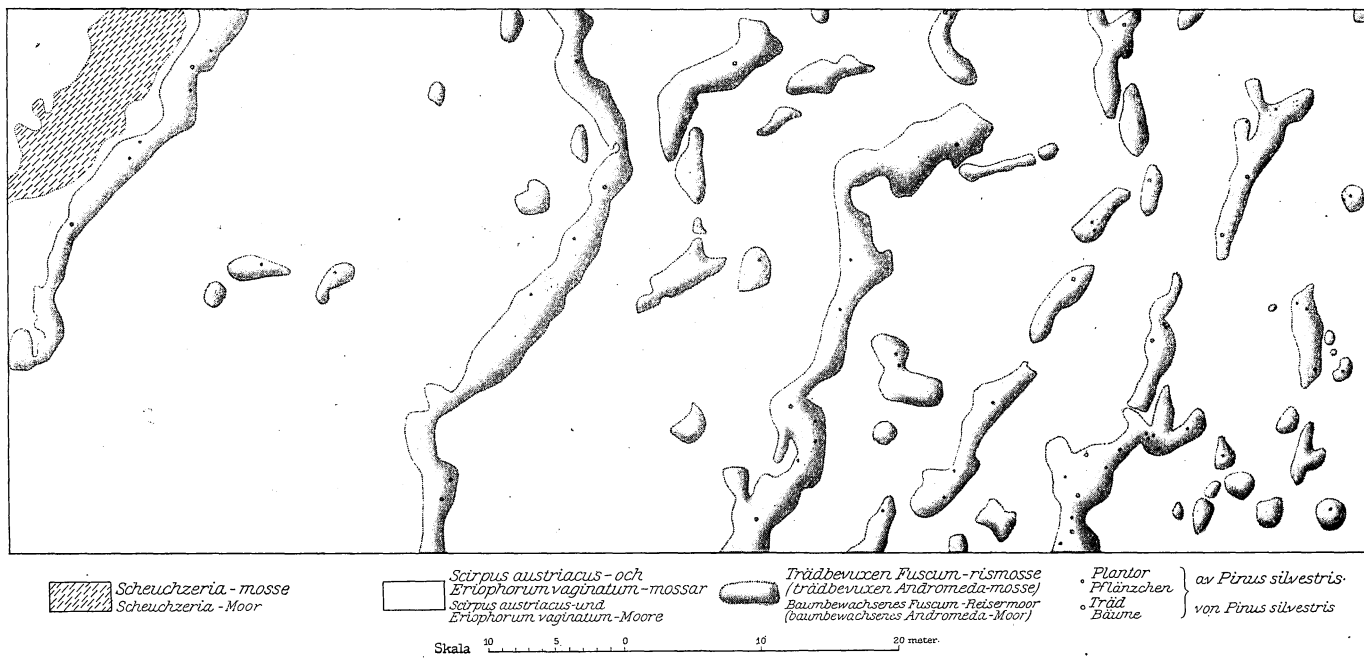 Scheuchzeria-mosse
Scheuchzeria-Moor
Scirpus austriacus-och
Eriophorum vaginatum-mossar
Scirpus austriacus-und
Eriophorum vaginatum-Moore
Trädbevuxen Fuscum-rismosse
(trädbevuxen Andromeda-mosse)
Baumbewachsenes Fuscum-Reisermoor
(baumbewachsenes Andromeda-Moor)
Plantor
Pflänzchen
Träd
Bäume
av Pinus silvestris.
von Pinus silvestris
Skala 10 5 0 10 20 meter.